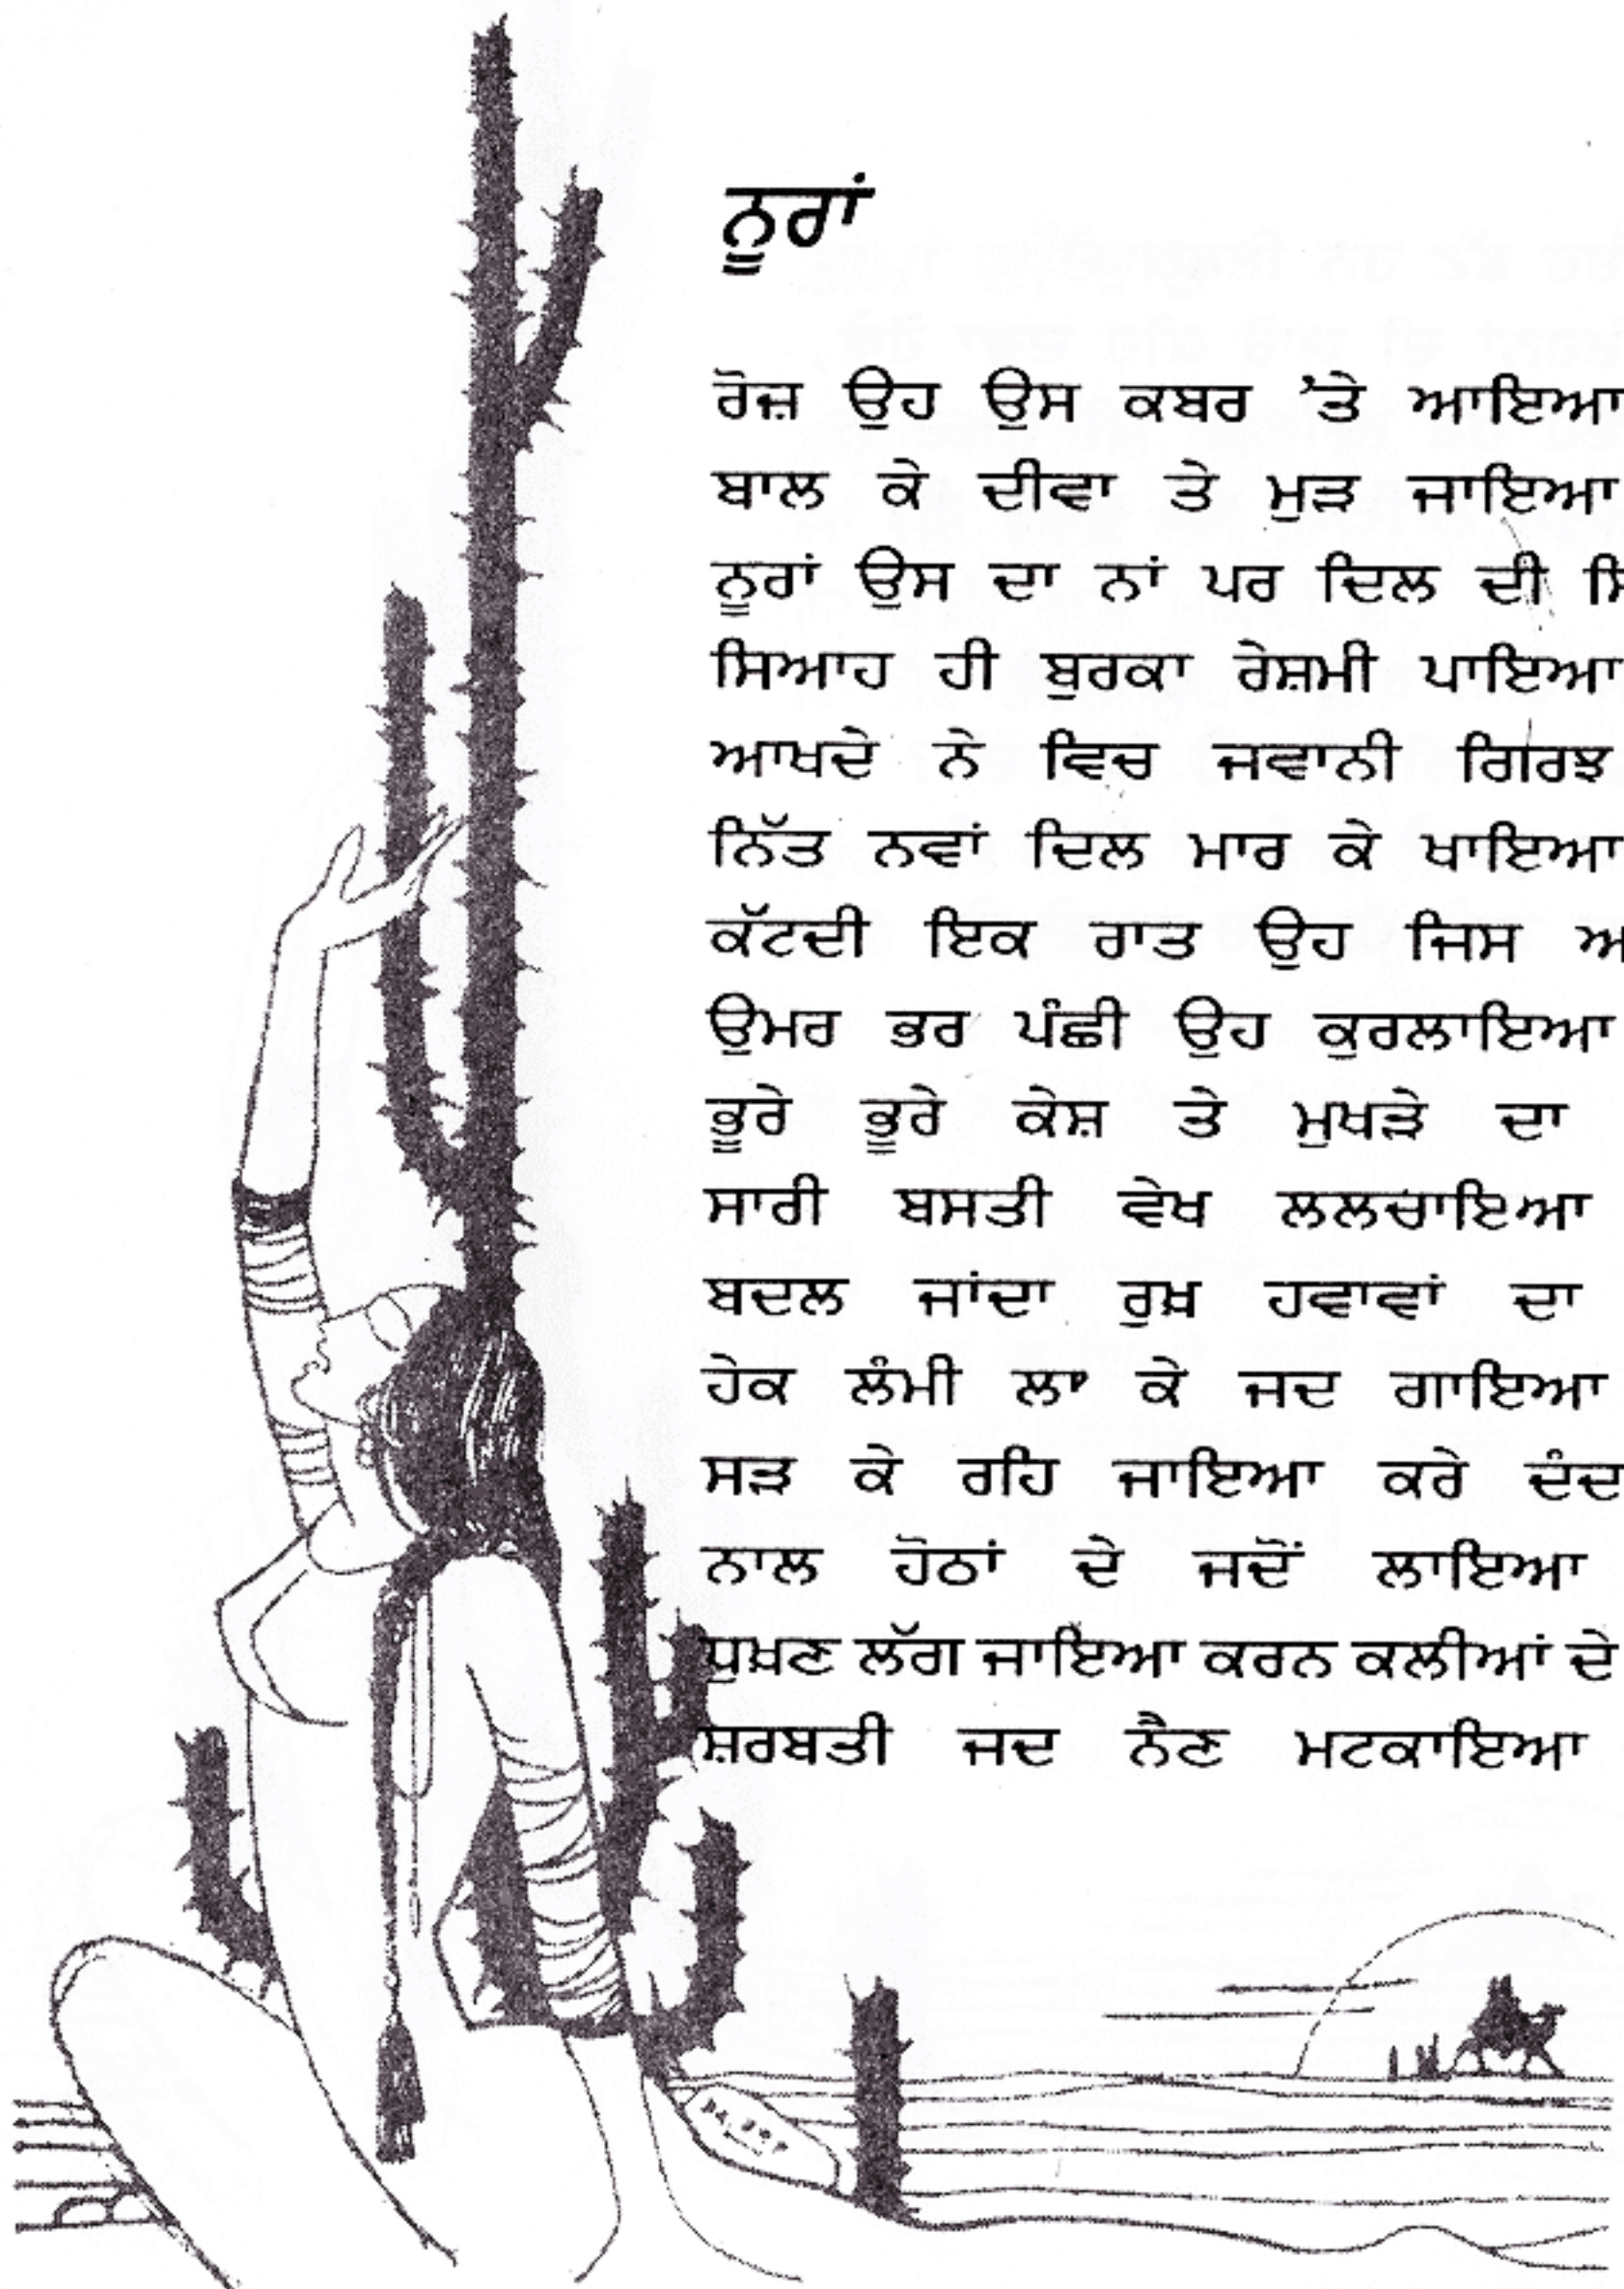 ਨੂਰਾਂ
ਰੋਜ਼ ਉਹ ਉਸ ਕਬਰ 'ਤੇ ਆਇਆ
ਬਾਲ ਕੇ ਦੀਵਾ ਤੇ ਮੁੜ ਜਾਇਆ
ਨੂਰਾਂ ਉਸ ਦਾ ਨਾਂ ਪਰ ਦਿਲ ਦੀ
ਸਿਆਹ ਹੀ ਬੁਰਕਾ ਰੇਸ਼ਮੀ ਪਾਇਆ
ਆਖਦੇ ਨੇ ਵਿਚ ਜਵਾਨੀ ਗਿਰਝ
ਨਿੱਤ ਨਵਾਂ ਦਿਲ ਮਾਰ ਕੇ ਖਾਇਆ
ਕੱਟਦੀ ਇਕ ਰਾਤ ਉਹ ਜਿਸ
ਉਮਰ ਭਰ ਪੰਛੀ ਉਹ ਕੁਰਲਾਇਆ
ਭੂਰੇ ਭੂਰੇ ਕੇਸ਼ ਤੇ ਮੁਖੜੇ ਦਾ
ਸਾਰੀ ਬਸਤੀ ਵੇਖ ਲਲਚਾਇਆ
ਬਦਲ ਜਾਂਦਾ ਰੁਖ਼ ਹਵਾਵਾਂ ਦਾ
ਹੇਕ ਲੰਮੀ ਲਾ ਕੇ ਜਦ ਗਾਇਆ
ਸੜ ਕੇ ਰਹਿ ਜਾਇਆ ਕਰੇ
ਨਾਲ ਹੋਠਾਂ ਦੇ ਜਦੋਂ ਲਾਇਆ
ਧੁਖ਼ਣ ਲੱਗ ਜਾਇਆ ਕਰਨ ਕਲੀਆਂ ਦੇ
ਸ਼ਰਬਤੀ ਜਦ ਨੈਣ ਮਟਕਾਇਆ